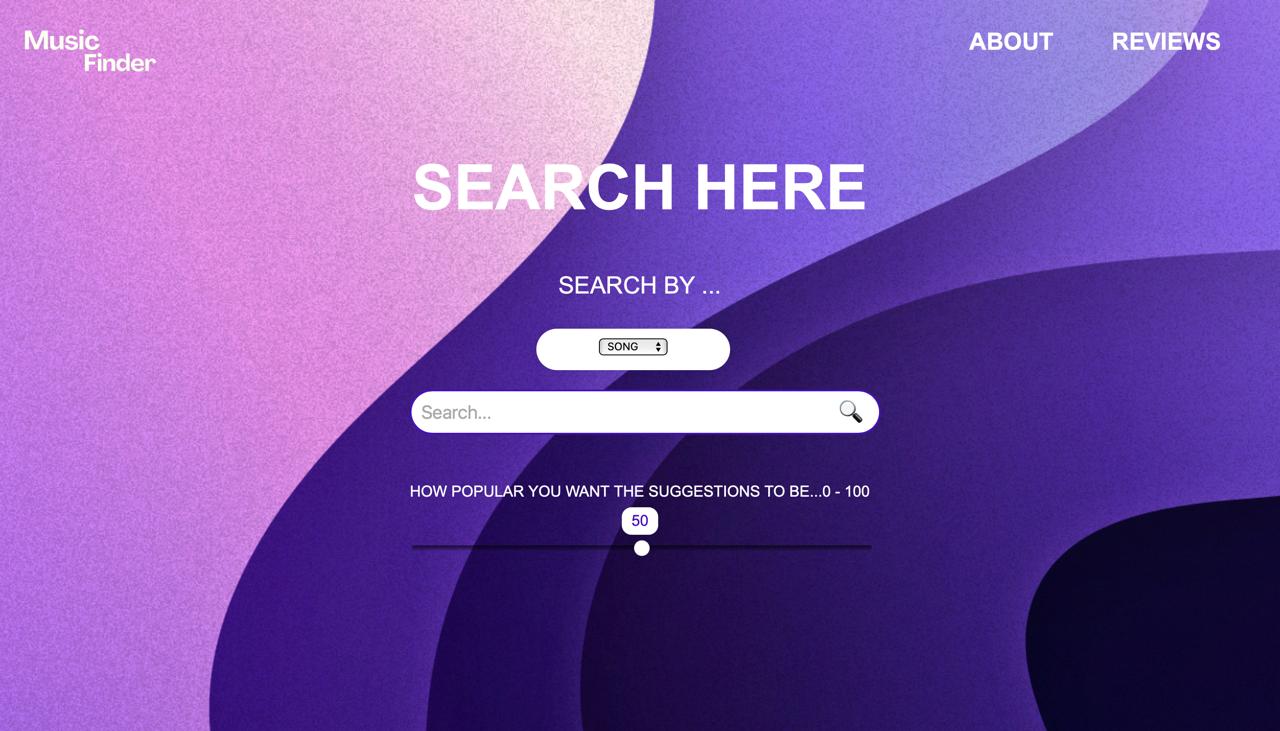 Music
Finder
ABOUT
REVIEWS
SEARCH HERE
SEARCH BY ...
SONG
Search...
HOW POPULAR YOU WANT THE SUGGESTIONS TO BE...0 - 100
50